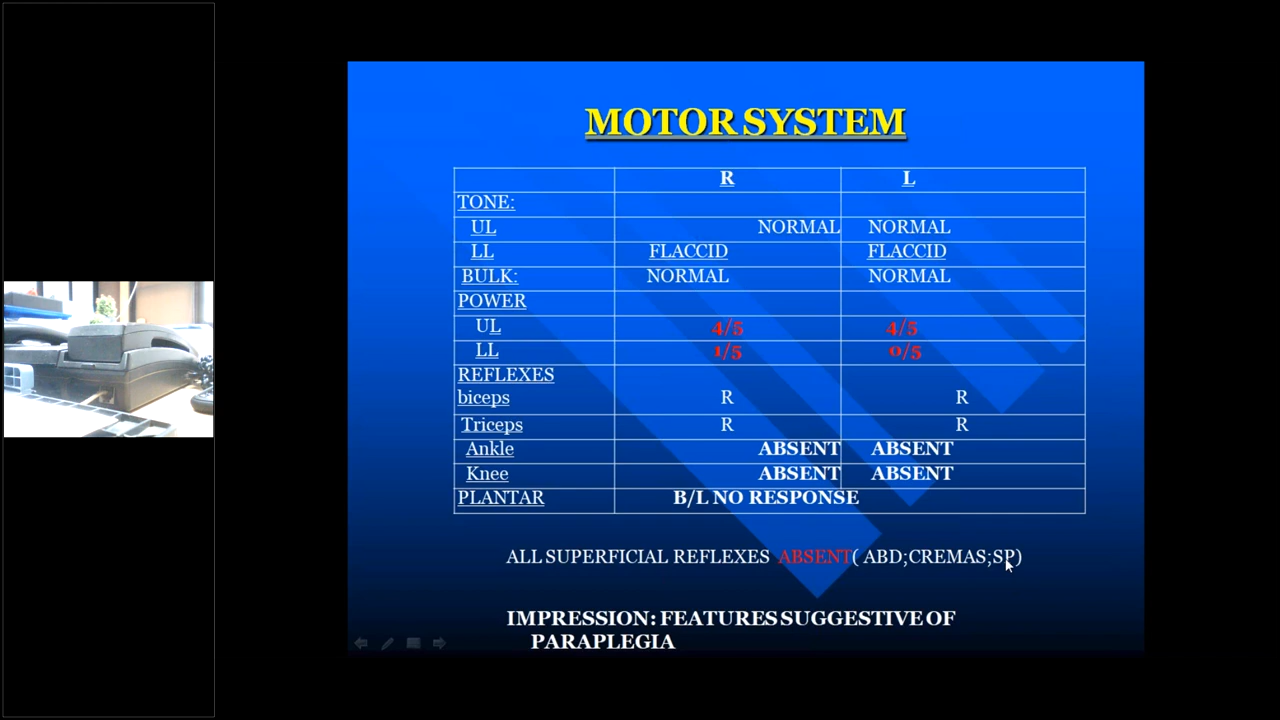 MOTOR SYSTEM
R L
TONE:
UL NORMAL NORMAL
LL FLACCID FLACCID
BULK: NORMAL NORMAL
POWER
UL 4/5 4/5
LL 1/5 0/5
REFLEXES
biceps R R
Triceps R R
Ankle ABSENT ABSENT
Knee ABSENT ABSENT
PLANTAR B/L NO RESPONSE
ALL SUPERFICIAL REFLEXES ABSENT( ABD;CREMAS;SP)
IMPRESSION: FEATURES SUGGESTIVE OF
PARAPLEGIA